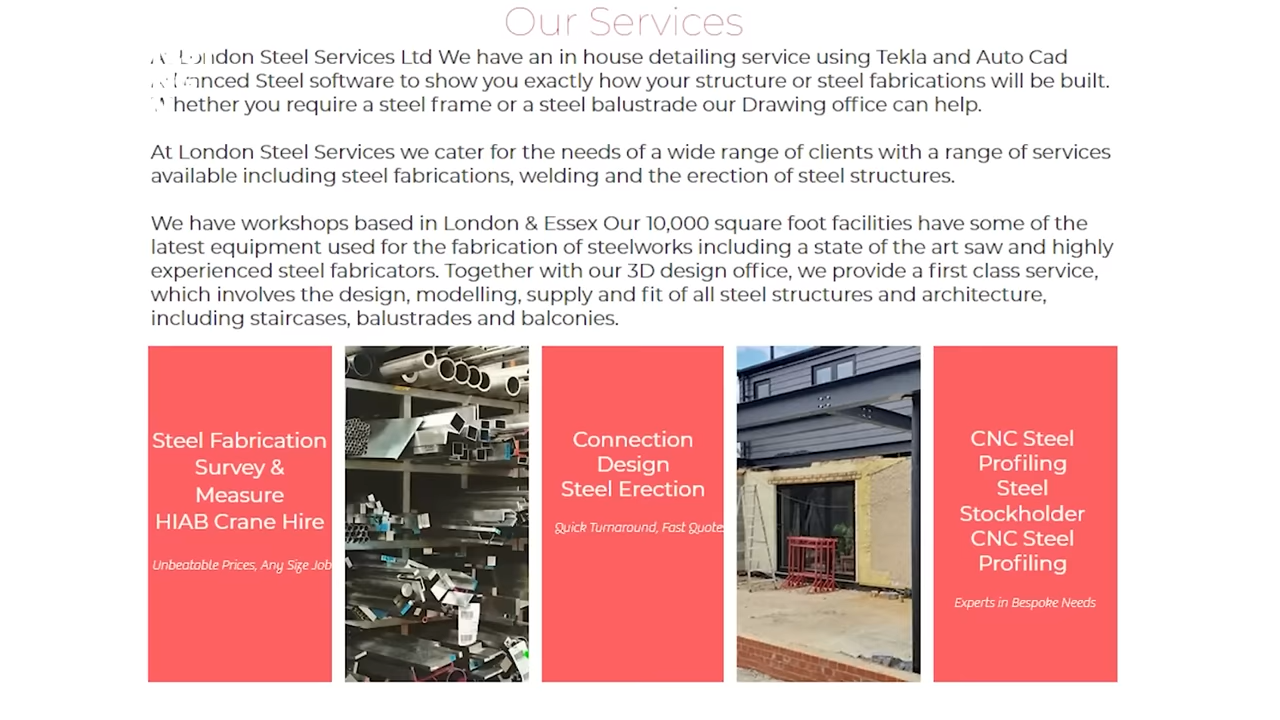 Our Services
At London Steel Services Ltd We have an in house detailing service using Tekla and Auto Cad
Advanced Steel software to show you exactly how your structure or steel fabrications will be built.
Whether you require a steel frame or a steel balustrade our Drawing office can help.
At London Steel Services we cater for the needs of a wide range of clients with a range of services
available including steel fabrications, welding and the erection of steel structures.
We have workshops based in London & Essex Our 10,000 square foot facilities have some of the
latest equipment used for the fabrication of steelworks including a state of the art saw and highly
experienced steel fabricators. Together with our 3D design office, we provide a first class service,
which involves the design, modelling, supply and fit of all steel structures and architecture,
including staircases, balustrades and balconies.
Steel Fabrication
Survey &
Measure
HIAB Crane Hire
Unbeatable Prices, Any Size Job
Connection
Design
Steel Erection
Quick Turnaround, Fast Quotes
CNC Steel
Profiling
Steel
Stockholder
CNC Steel
Profiling
Experts in Bespoke Needs